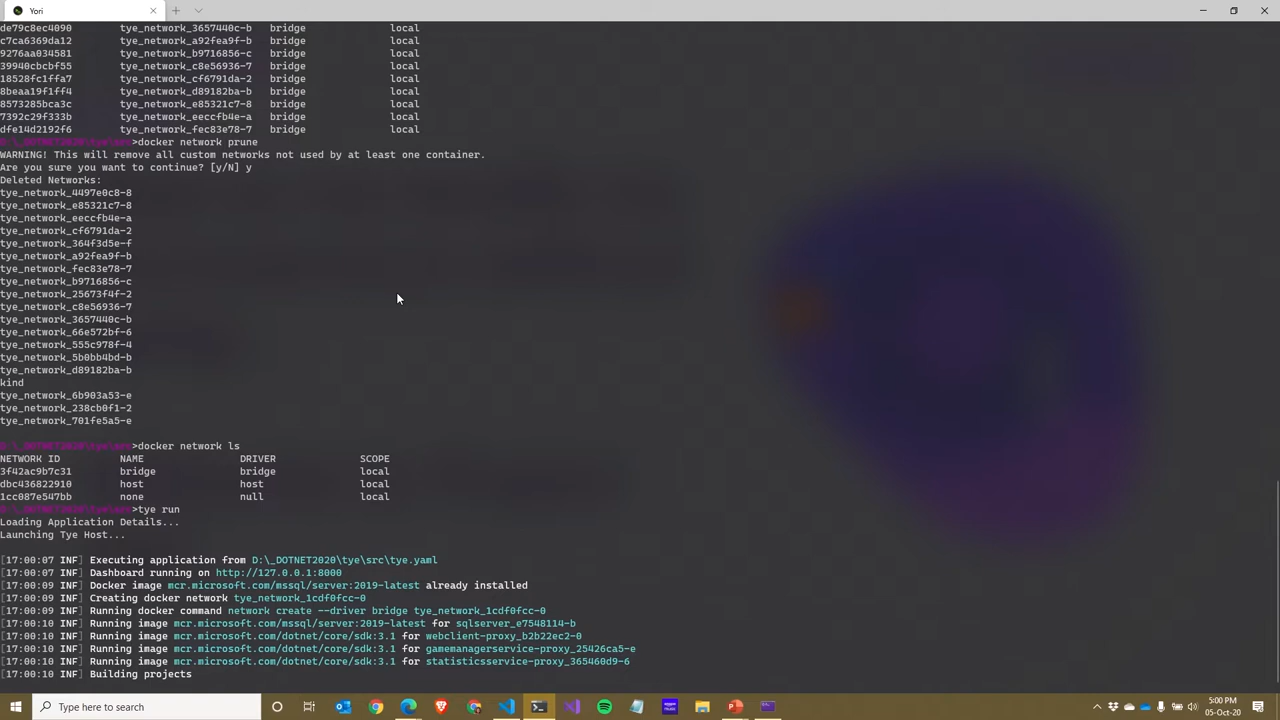 Yori
de79c8ec4090 tye_network_3657440c-b bridge local
c7ca6369da12 tye_network_a92fea9f-b bridge local
9276aa034581 tye_network_b9716856-c bridge local
39940cbcbf55 tye_network_c8e56936-7 bridge local
18528fc1ffa7 tye_network_cf6791da-2 bridge local
8beaa19f1ff4 tye_network_d89182ba-b bridge local
8573285bca3c tye_network_e85321c7-8 bridge local
7392c29f333b tye_network_eeccfb4e-a bridge local
dfe14d2192f6 tye_network_fec83e78-7 bridge local
D:\_DOTNET2020\tye\src>docker network prune
WARNING! This will remove all custom networks not used by at least one container.
Are you sure you want to continue? [y/N] y
Deleted Networks:
tye_network_4497e0c8-8
tye_network_e85321c7-8
tye_network_eeccfb4e-a
tye_network_cf6791da-2
tye_network_364f3d5e-f
tye_network_a92fea9f-b
tye_network_fec83e78-7
tye_network_b9716856-c
tye_network_25673f4f-2
tye_network_c8e56936-7
tye_network_3657440c-b
tye_network_66e572bf-6
tye_network_555c978f-4
tye_network_5b0bb4bd-b
tye_network_d89182ba-b
kind
tye_network_6b903a53-e
tye_network_238cb0f1-2
tye_network_701fe5a5-e
D:\_DOTNET2020\tye\src>docker network ls
NETWORK ID NAME DRIVER SCOPE
3f42ac9b7c31 bridge bridge local
dbc436822910 host host local
1cc087e547bb none null local
D:\_DOTNET2020\tye\src>tye run
Loading Application Details...
Launching Tye Host...
[17:00:07 INF] Executing application from D:\_DOTNET2020\tye\src\tye.yaml
[17:00:07 INF] Dashboard running on http://127.0.0.1:8000
[17:00:09 INF] Docker image mcr.microsoft.com/mssql/server:2019-latest already installed
[17:00:09 INF] Creating docker network tye_network_1cdf0fcc-0
[17:00:09 INF] Running docker command network create --driver bridge tye_network_1cdf0fcc-0
[17:00:10 INF] Running image mcr.microsoft.com/mssql/server:2019-latest for sqlserver_e7548114-b
[17:00:10 INF] Running image mcr.microsoft.com/dotnet/core/sdk:3.1 for webclient-proxy_b2b22ec2-0
[17:00:10 INF] Running image mcr.microsoft.com/dotnet/core/sdk:3.1 for gamemanagerservice-proxy_25426ca5-e
[17:00:10 INF] Running image mcr.microsoft.com/dotnet/core/sdk:3.1 for statisticsservice-proxy_365460d9-6
[17:00:10 INF] Building projects
Type here to search
5:00 PM
05-Oct-20